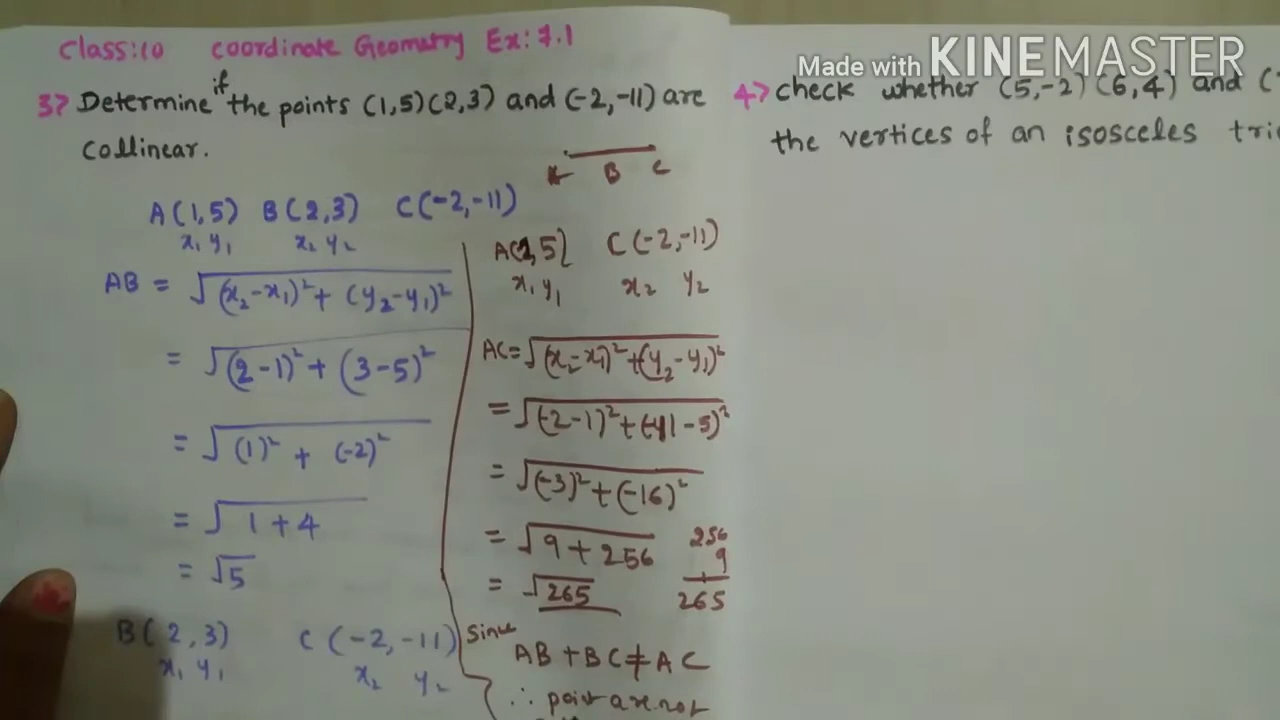 Class:10 coordinate Geometry Ex: 7.1
Made with KINEMASTER
3> Determine if the points (1,5)(2,3) and (-2,-11) are
collinear.
A B C
A(1,5) B(2,3) C(-2,-11)
x₁ y₁ x₂ y₂
AB = √(x₂-x₁)²+(y₂-y₁)²
= √(2-1)²+(3-5)²
= √(1)²+(-2)²
= √1+4
= √5
B(2,3) C(-2,-11)
x₁ y₁ x₂ y₂
A(1,5) C(-2,-11)
x₁ y₁ x₂ y₂
AC=√(x₂-x₁)²+(y₂-y₁)²
= √(-2-1)²+(-11-5)²
= √(-3)²+(-16)²
= √9+256
= √265
256
9
265
Since
AB+BC≠AC
∴ point are not
4> check whether (5,-2)(6,4) and (
the vertices of an isosceles